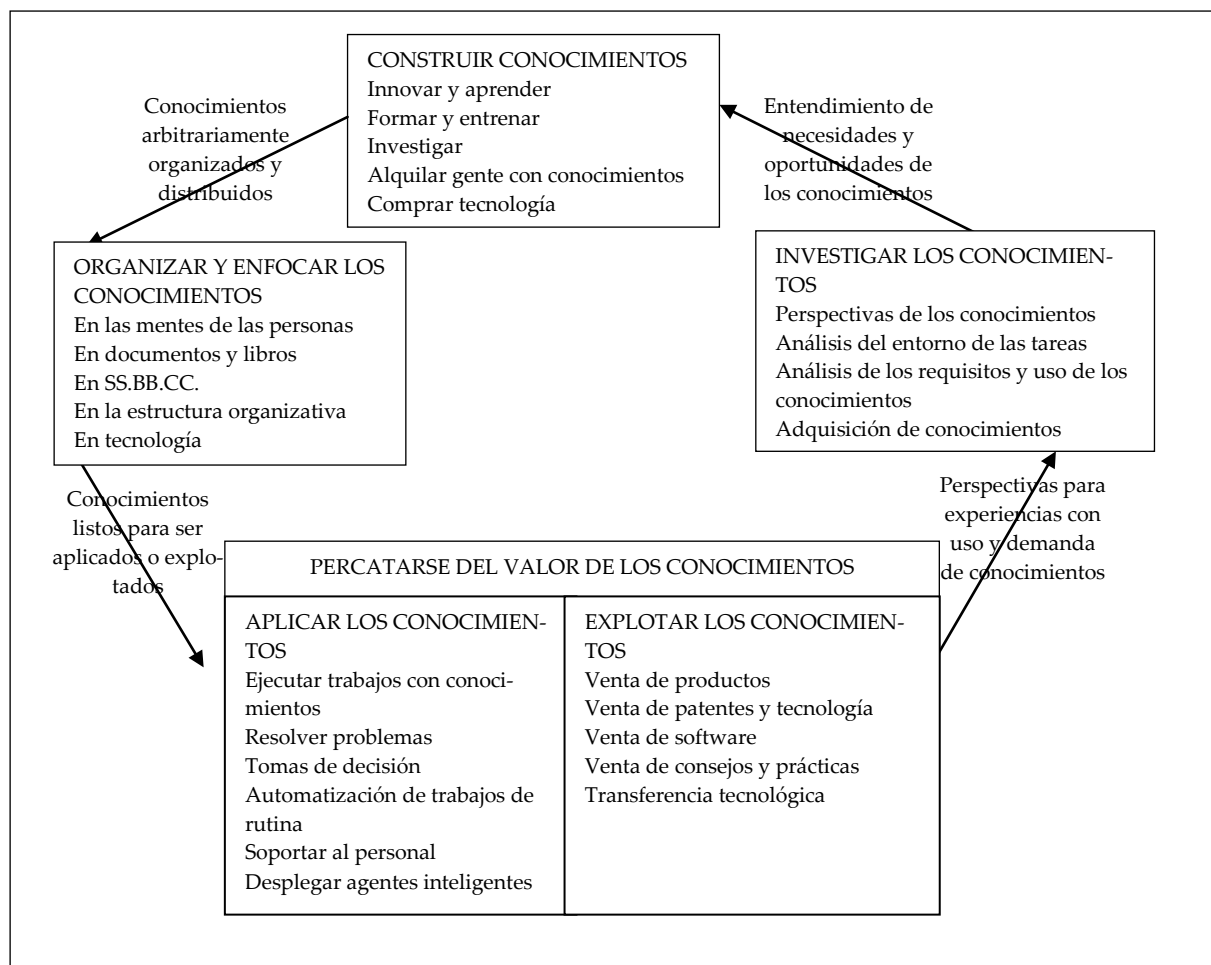 CONSTRUIR CONOCIMIENTOS
Innovar y aprender
Formar y entrenar
Investigar
Alquilar gente con conocimientos
Comprar tecnología
Conocimientos
arbitrariamente
organizados y
distribuidos
Entendimiento de
necesidades y
oportunidades de
los conocimientos
ORGANIZAR Y ENFOCAR LOS
CONOCIMIENTOS
En las mentes de las personas
En documentos y libros
En SS.BB.CC.
En la estructura organizativa
En tecnología
INVESTIGAR LOS CONOCIMIEN-
TOS
Perspectivas de los conocimientos
Análisis del entorno de las tareas
Análisis de los requisitos y uso de los
conocimientos
Adquisición de conocimientos
Conocimientos
listos para ser
aplicados o explo-
tados
Perspectivas para
experiencias con
uso y demanda
de conocimientos
PERCATARSE DEL VALOR DE LOS CONOCIMIENTOS
APLICAR LOS CONOCIMIEN-
TOS
Ejecutar trabajos con conoci-
mientos
Resolver problemas
Tomas de decisión
Automatización de trabajos de
rutina
Soportar al personal
Desplegar agentes inteligentes
EXPLOTAR LOS CONOCIMIEN-
TOS
Venta de productos
Venta de patentes y tecnología
Venta de software
Venta de consejos y prácticas
Transferencia tecnológica